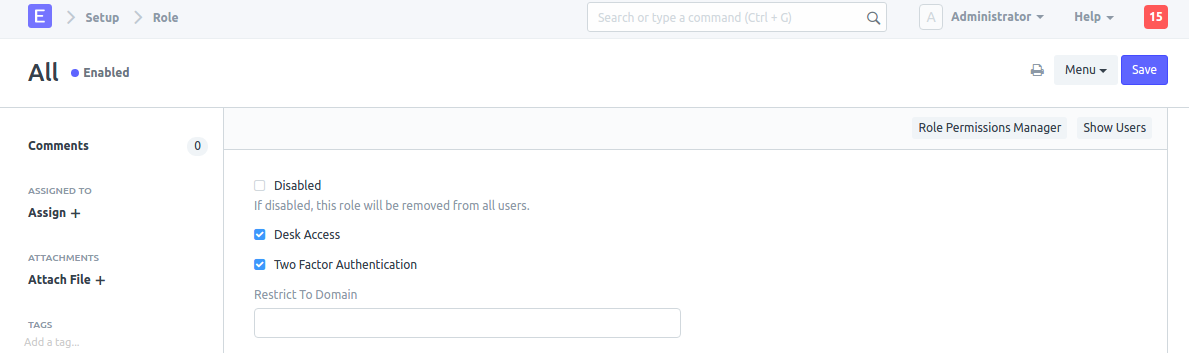 E Setup Role Search or type a command (Ctrl + G) A Administrator Help 15
All Enabled Menu Save
Role Permissions Manager Show Users
Comments 0
Disabled
ASSIGNED TO
If disabled, this role will be removed from all users.
Assign +
Desk Access
ATTACHMENTS
Two Factor Authentication
Attach File +
Restrict To Domain
TAGS
Add a tag...